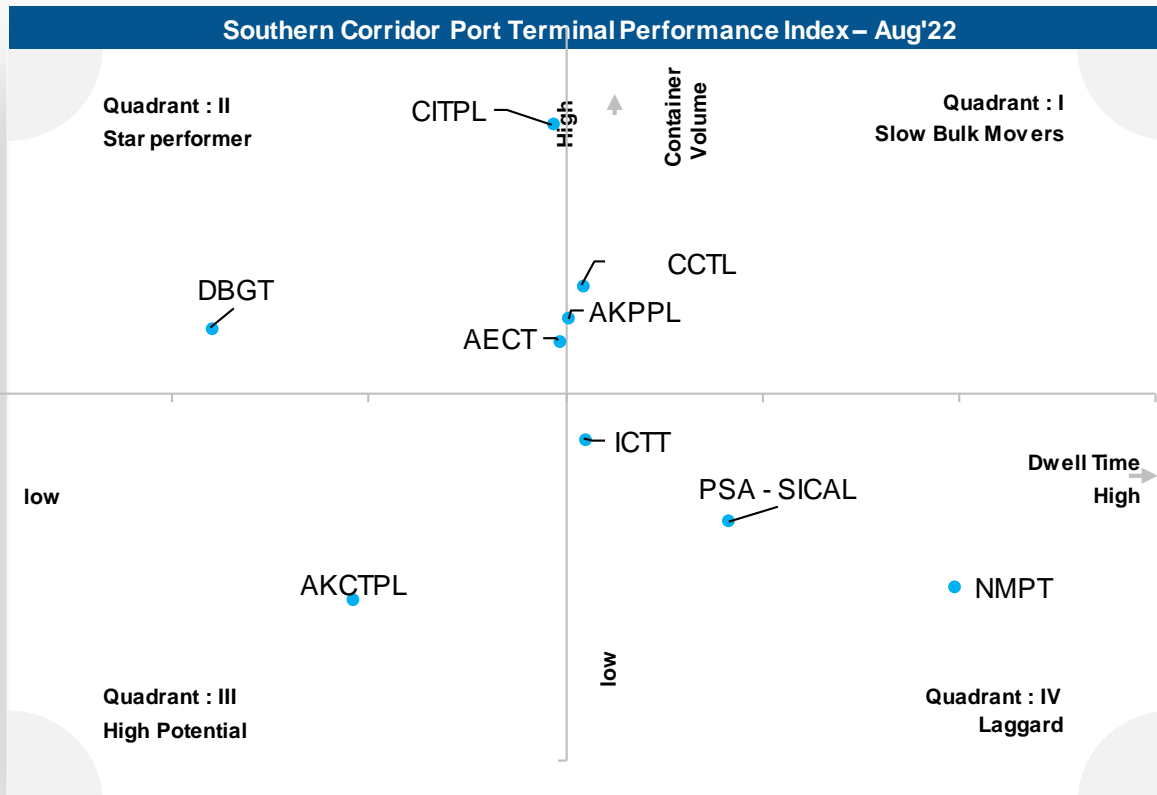 Southern Corridor Port Terminal Performance Index – Aug'22
Quadrant : II
Star performer
CITPL
High
Container
Volume
Quadrant : I
Slow Bulk Movers
DBGT
CCTL
AKPPL
AECT
ICTT
Dwell Time
High
low
PSA - SICAL
AKCTPL
NMPT
low
Quadrant : III
High Potential
Quadrant : IV
Laggard